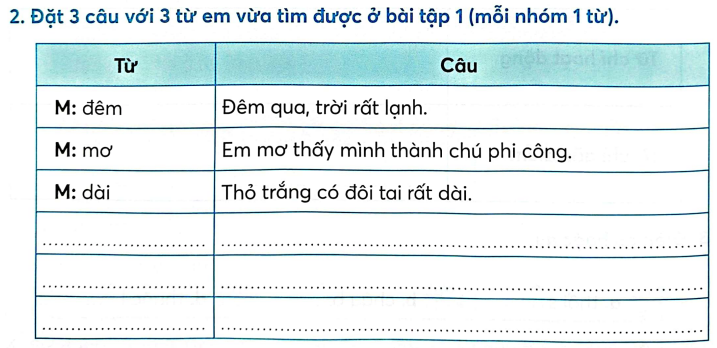 2. Đặt 3 câu với 3 từ em vừa tìm được ở bài tập 1 (mỗi nhóm 1 từ).
Từ Câu
M: đêm Đêm qua, trời rất lạnh.
M: mơ Em mơ thấy mình thành chú phi công.
M: dài Thỏ trắng có đôi tai rất dài.